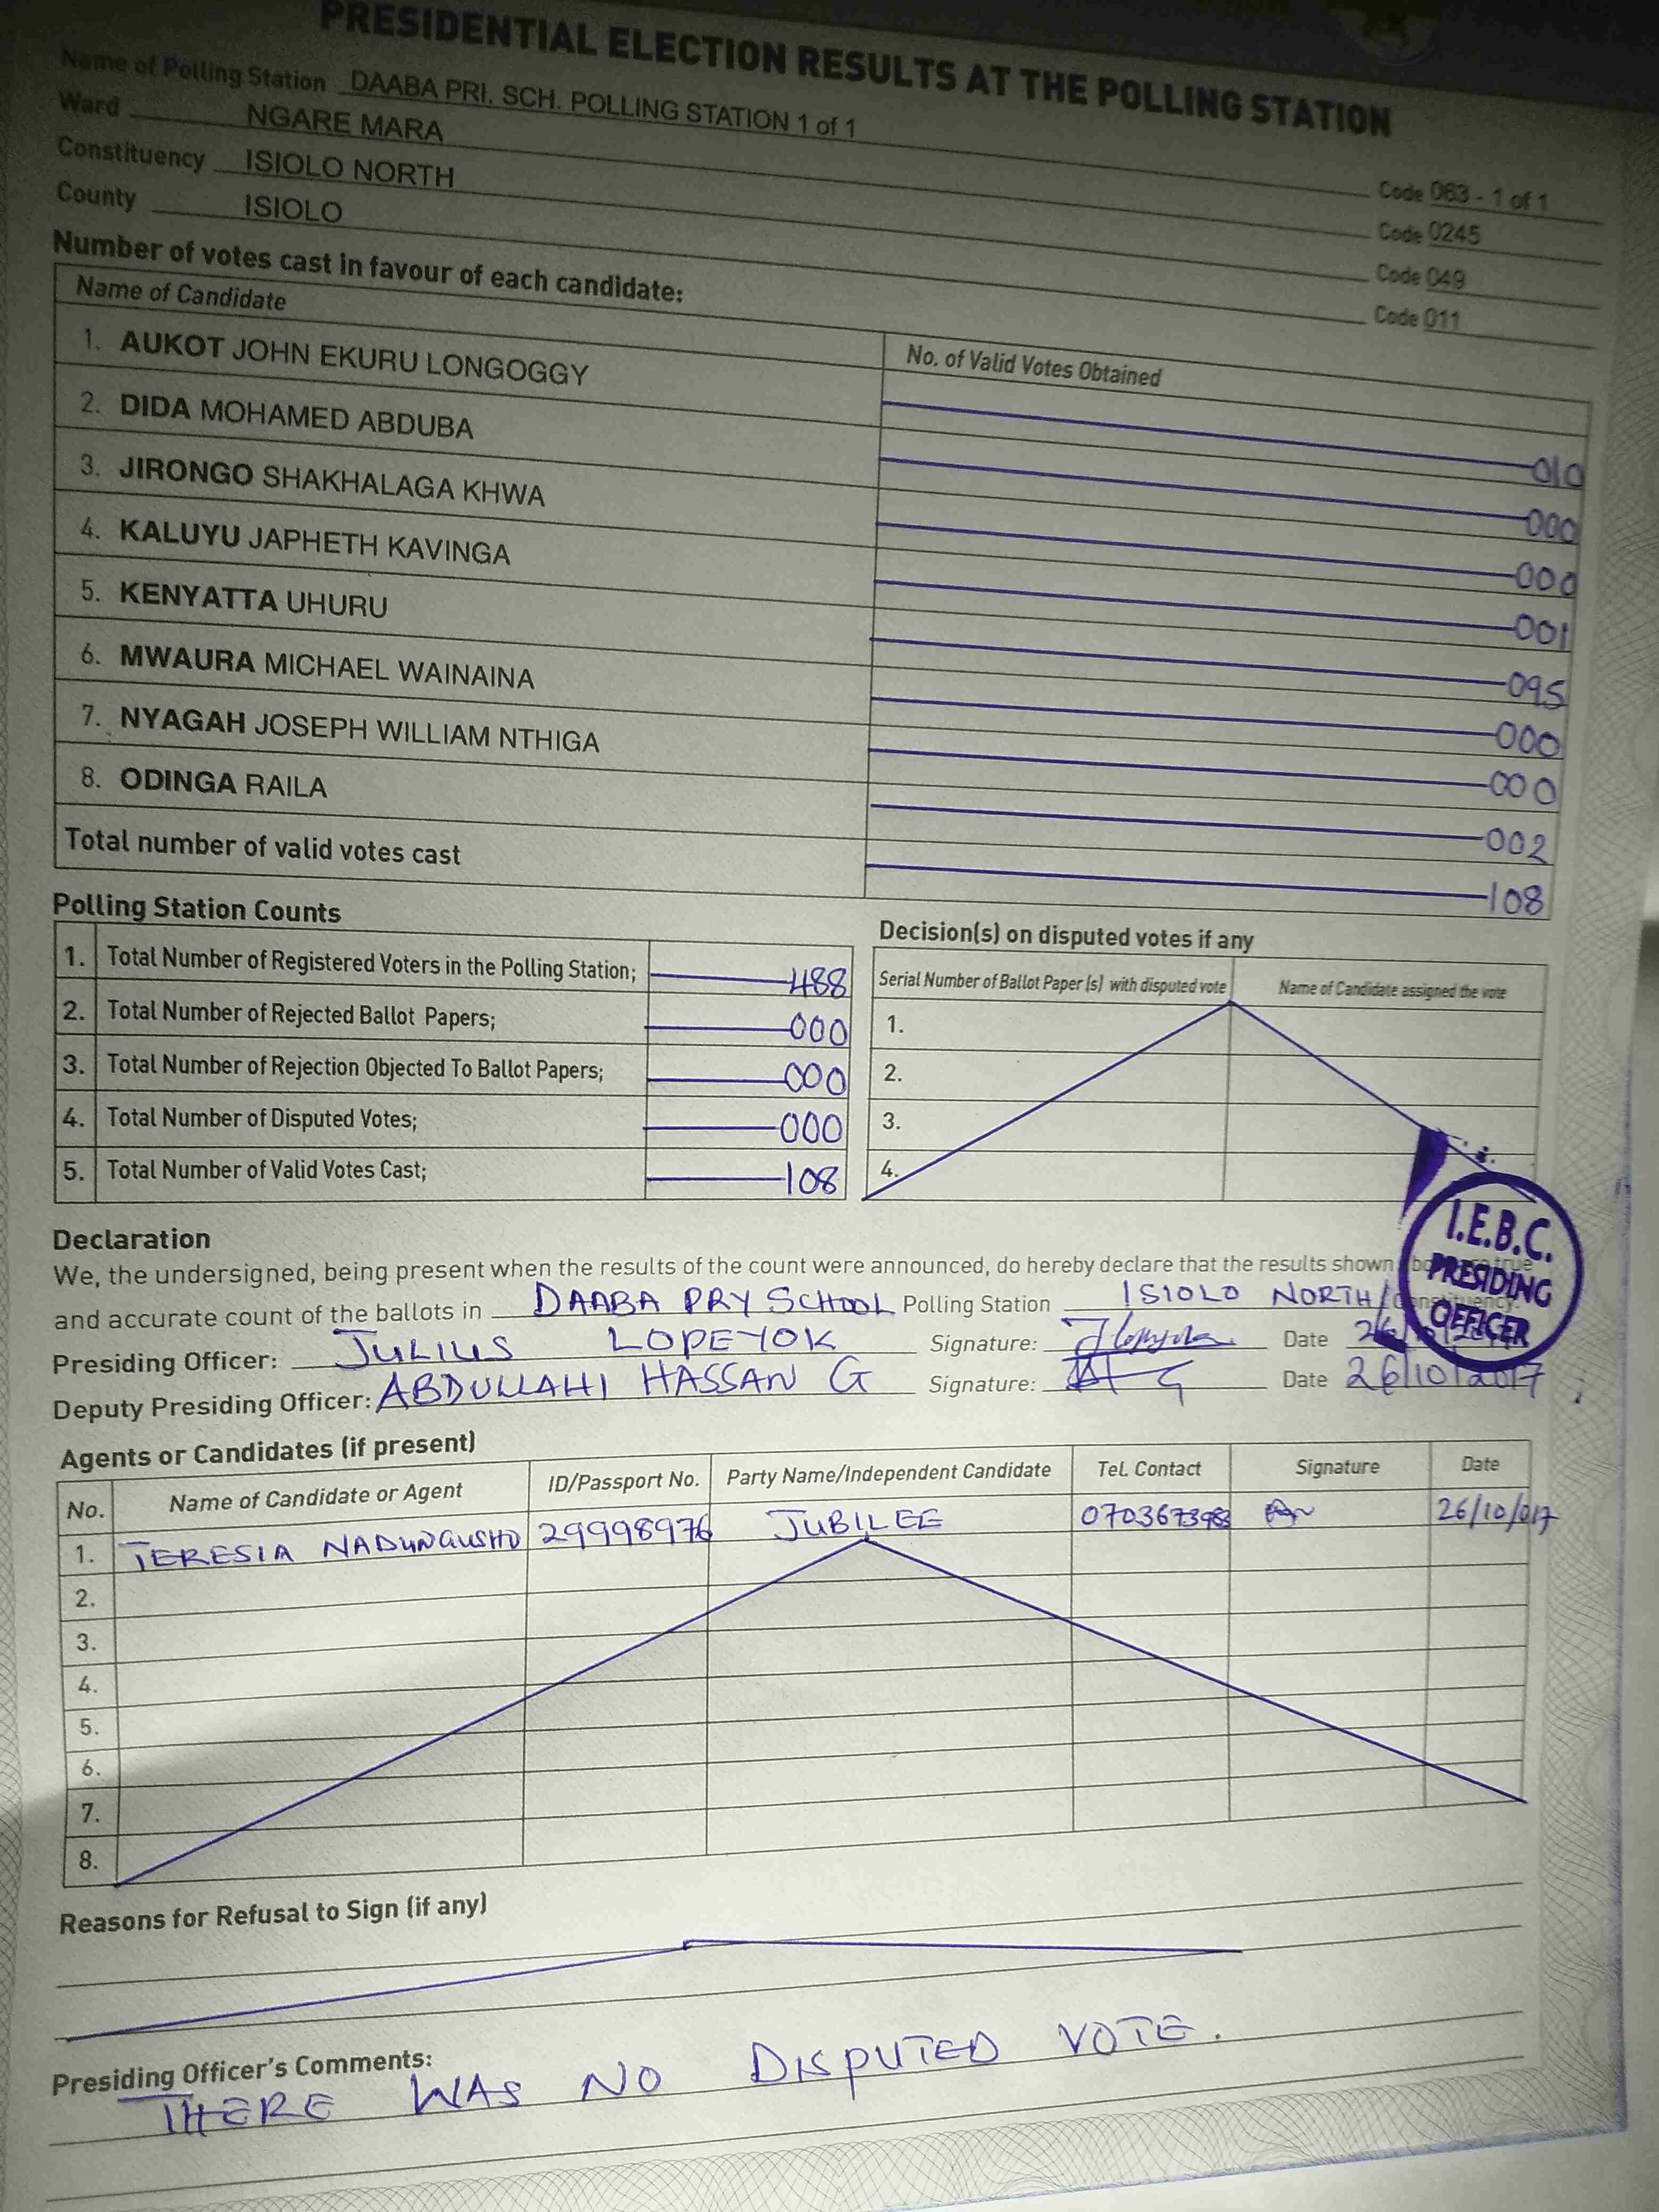 PRESIDENTIAL ELECTION RESULTS AT THE POLLING STATION
Name of Polling Station DAABA PRI. SCH. POLLING STATION 1 of 1 Code 063 - 1 of 1
Ward NGARE MARA Code 0245
Constituency ISIOLO NORTH Code 049
County ISIOLO Code 011
Number of votes cast in favour of each candidate:
Name of Candidate No. of Valid Votes Obtained
1. AUKOT JOHN EKURU LONGOGGY 010
2. DIDA MOHAMED ABDUBA 000
3. JIRONGO SHAKHALAGA KHWA 000
4. KALUYU JAPHETH KAVINGA 001
5. KENYATTA UHURU 095
6. MWAURA MICHAEL WAINAINA 000
7. NYAGAH JOSEPH WILLIAM NTHIGA 000
8. ODINGA RAILA 002
Total number of valid votes cast 108
Polling Station Counts
1. Total Number of Registered Voters in the Polling Station; 488
2. Total Number of Rejected Ballot Papers; 000
3. Total Number of Rejection Objected To Ballot Papers; 000
4. Total Number of Disputed Votes; 000
5. Total Number of Valid Votes Cast; 108
Decision(s) on disputed votes if any
Serial Number of Ballot Paper (s) with disputed vote Name of Candidate assigned the vote
1.
2.
3.
4.
I.E.B.C.
PRESIDING
OFFICER
Declaration
We, the undersigned, being present when the results of the count were announced, do hereby declare that the results shown true
and accurate count of the ballots in DAABA PRY SCHOOL Polling Station ISIOLO NORTH Constituency.
Presiding Officer: JULIUS LOPEYOK Signature: Date
Deputy Presiding Officer: ABDULLAHI HASSAN G Signature: Date 26/10/2017
Agents or Candidates (if present)
No. Name of Candidate or Agent ID/Passport No. Party Name/Independent Candidate Tel. Contact Signature Date
1. TERESIA 29998976 JUBILEE 26/10/017
2.
3.
4.
5.
6.
7.
8.
Reasons for Refusal to Sign (if any)
Presiding Officer's Comments:
THERE WAS NO DISPUTED VOTE.